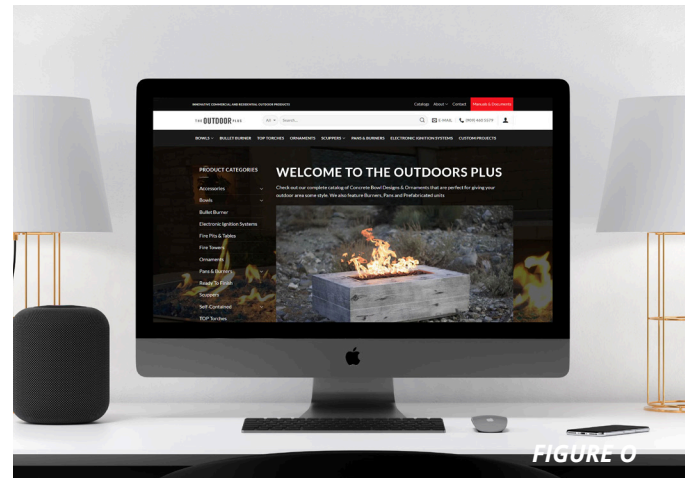 INNOVATIVE COMMERCIAL AND RESIDENTIAL OUTDOOR PRODUCTS
Catalogs About Contact Manuals & Documents
THE OUTDOOR PLUS All Search... E-MAIL (909) 460 5579
BOWLS BULLET BURNER TOP TORCHES ORNAMENTS SCUPPERS PANS & BURNERS ELECTRONIC IGNITION SYSTEMS CUSTOM PROJECTS
PRODUCT CATEGORIES
Accessories
Bowls
Bullet Burner
Electronic Ignition Systems
Fire Pits & Tables
Fire Towers
Ornaments
Pans & Burners
Ready To Finish
Scuppers
Self-Contained
TOP Torches
WELCOME TO THE OUTDOORS PLUS
Check out our complete catalog of Concrete Bowl Designs & Ornaments that are perfect for giving your
outdoor area some style. We also feature Burners, Pans and Prefabricated units
FIGURE O